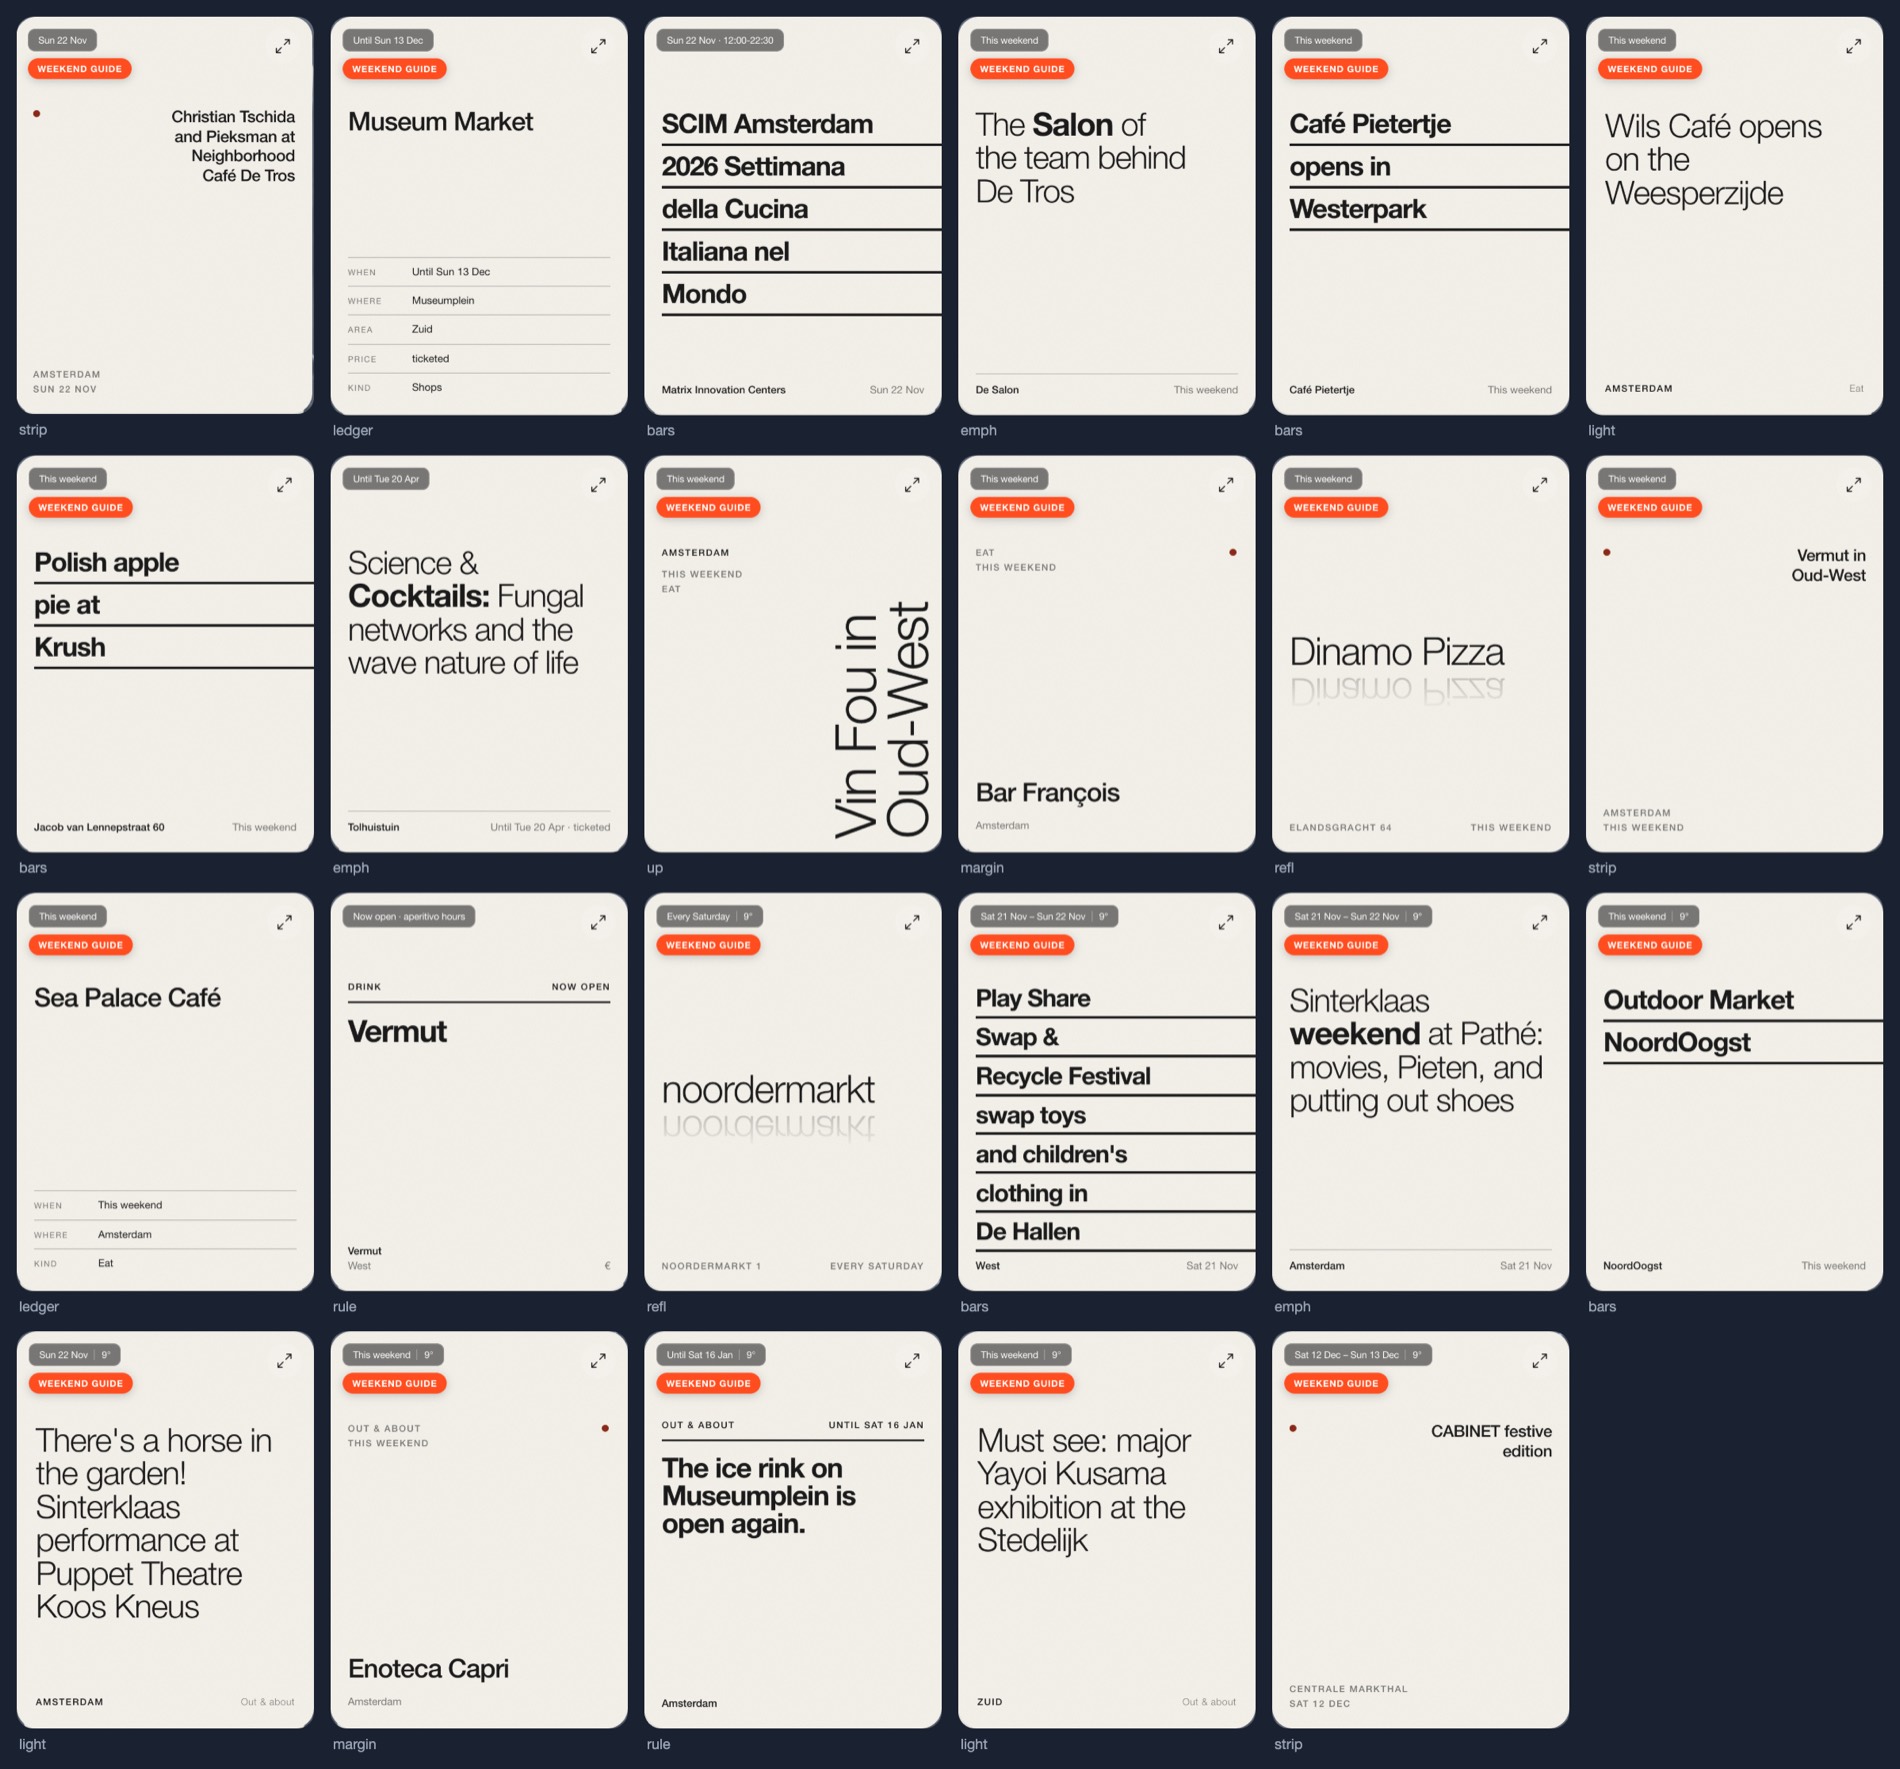 Sun 22 Nov
WEEKEND GUIDE
Christian Tschida
and Pieksman at
Neighborhood
Café De Tros
AMSTERDAM
SUN 22 NOV
strip
Until Sun 13 Dec
WEEKEND GUIDE
Museum Market
WHEN Until Sun 13 Dec
WHERE Museumplein
AREA Zuid
PRICE ticketed
KIND Shops
ledger
Sun 22 Nov · 12:00-22:30
WEEKEND GUIDE
SCIM Amsterdam
2026 Settimana
della Cucina
Italiana nel
Mondo
Matrix Innovation Centers Sun 22 Nov
bars
This weekend
WEEKEND GUIDE
The Salon of
the team behind
De Tros
De Salon This weekend
emph
This weekend
WEEKEND GUIDE
Café Pietertje
opens in
Westerpark
Café Pietertje This weekend
bars
This weekend
WEEKEND GUIDE
Wils Café opens
on the
Weesperzijde
AMSTERDAM Eat
light
This weekend
WEEKEND GUIDE
Polish apple
pie at
Krush
Jacob van Lennepstraat 60 This weekend
bars
Until Tue 20 Apr
Science &
Cocktails: Fungal
networks and the
wave nature of life
Tolhuistuin Until Tue 20 Apr · ticketed
emph
This weekend
WEEKEND GUIDE
AMSTERDAM
THIS WEEKEND
EAT
Vin Fou in
Oud-West
up
This weekend
WEEKEND GUIDE
EAT
THIS WEEKEND
Bar François
Amsterdam
margin
This weekend
WEEKEND GUIDE
Dinamo Pizza
Dinamo Pizza
ELANDSGRACHT 64 THIS WEEKEND
refl
This weekend
WEEKEND GUIDE
Vermut in
Oud-West
AMSTERDAM
THIS WEEKEND
strip
This weekend
WEEKEND GUIDE
Sea Palace Café
WHEN This weekend
WHERE Amsterdam
KIND Eat
ledger
Now open · aperitivo hours
DRINK NOW OPEN
Vermut
Vermut
West €
rule
Every Saturday | 9°
WEEKEND GUIDE
noordermarkt
noordermarkt
NOORDERMARKT 1 EVERY SATURDAY
refl
Sat 21 Nov – Sun 22 Nov | 9°
WEEKEND GUIDE
Play Share
Swap &
Recycle Festival
swap toys
and children's
clothing in
De Hallen
West Sat 21 Nov
bars
Sat 21 Nov – Sun 22 Nov | 9°
WEEKEND GUIDE
Sinterklaas
weekend at Pathé:
movies, Pieten, and
putting out shoes
Amsterdam Sat 21 Nov
emph
This weekend | 9°
WEEKEND GUIDE
Outdoor Market
NoordOogst
NoordOogst This weekend
bars
Sun 22 Nov | 9°
WEEKEND GUIDE
There's a horse in
the garden!
Sinterklaas
performance at
Puppet Theatre
Koos Kneus
AMSTERDAM Out & about
light
This weekend | 9°
WEEKEND GUIDE
OUT & ABOUT
THIS WEEKEND
Enoteca Capri
Amsterdam
margin
Until Sat 16 Jan | 9°
WEEKEND GUIDE
OUT & ABOUT UNTIL SAT 16 JAN
The ice rink on
Museumplein is
open again.
Amsterdam
rule
This weekend | 9°
WEEKEND GUIDE
Must see: major
Yayoi Kusama
exhibition at the
Stedelijk
ZUID Out & about
light
Sat 12 Dec – Sun 13 Dec | 9°
WEEKEND GUIDE
CABINET festive
edition
CENTRALE MARKTHAL
SAT 12 DEC
strip